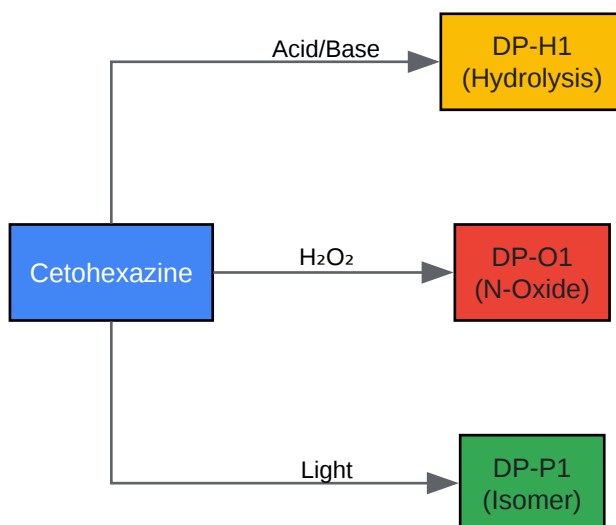 Acid/Base
DP-H1
(Hydrolysis)
Cetohexazine
H₂O₂
DP-O1
(N-Oxide)
Light
DP-P1
(Isomer)